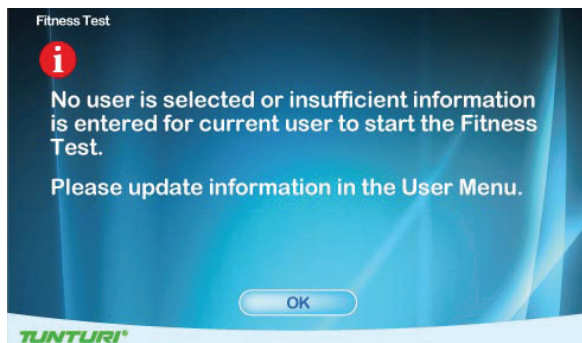 Fitness Test
i
No user is selected or insufficient information
is entered for current user to start the Fitness
Test.
Please update information in the User Menu.
OK
TUNTURI®